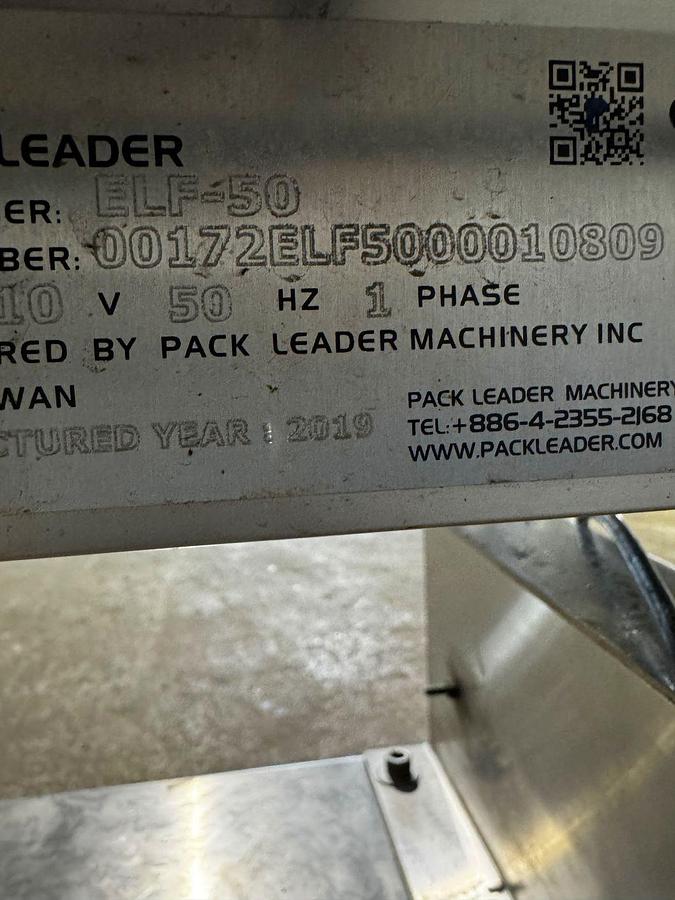 LEADER
ER: ELF-50
BER: 00172ELF5000010809
10 V 50 HZ 1 PHASE
RED BY PACK LEADER MACHINERY INC
WAN
CTURED YEAR : 2019
PACK LEADER MACHINERY
TEL:+886-4-2355-2168
WWW.PACKLEADER.COM